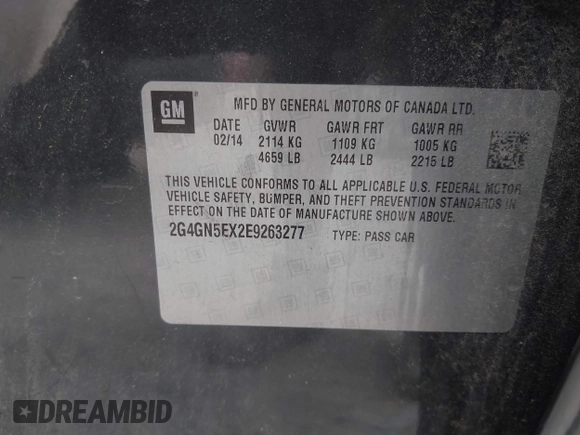 GM
MFD BY GENERAL MOTORS OF CANADA LTD.
DATE GVWR GAWR FRT GAWR RR
02/14 2114 KG 1109 KG 1005 KG
4659 LB 2444 LB 2215 LB
THIS VEHICLE CONFORMS TO ALL APPLICABLE U.S. FEDERAL MOTOR
VEHICLE SAFETY, BUMPER, AND THEFT PREVENTION STANDARDS IN
EFFECT ON THE DATE OF MANUFACTURE SHOWN ABOVE.
2G4GN5EX2E9263277 TYPE: PASS CAR
DREAMBID